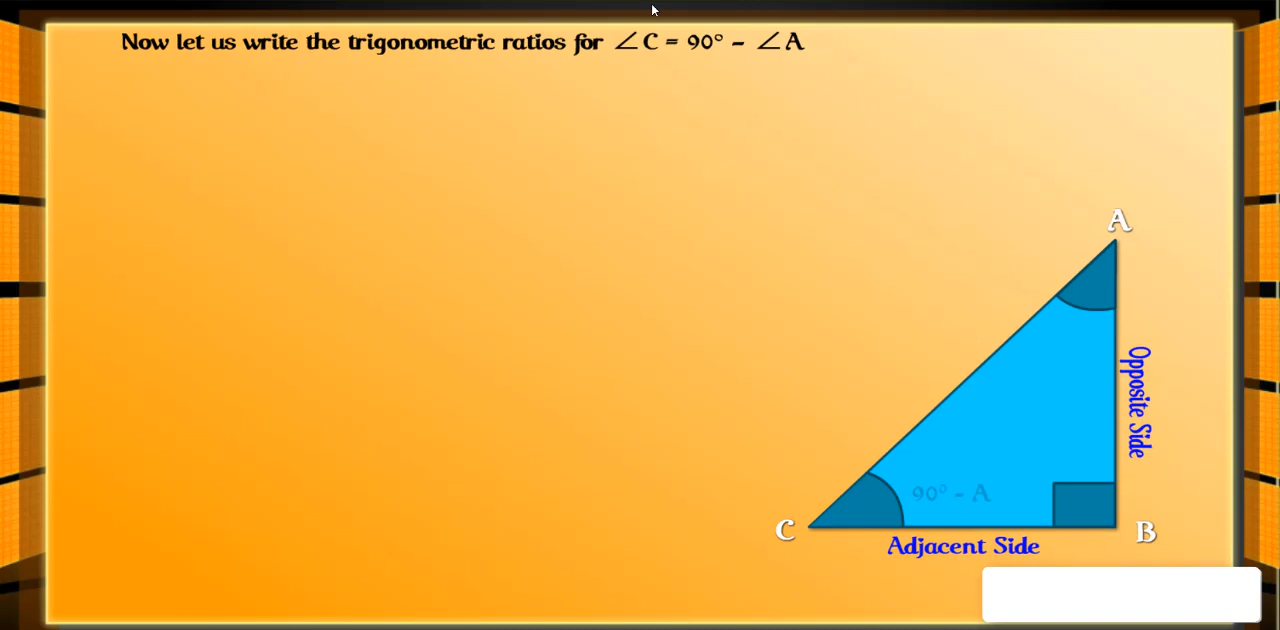 Now let us write the trigonometric ratios for ∠C = 90° - ∠A
A
Opposite Side
90° - A
C
B
Adjacent Side